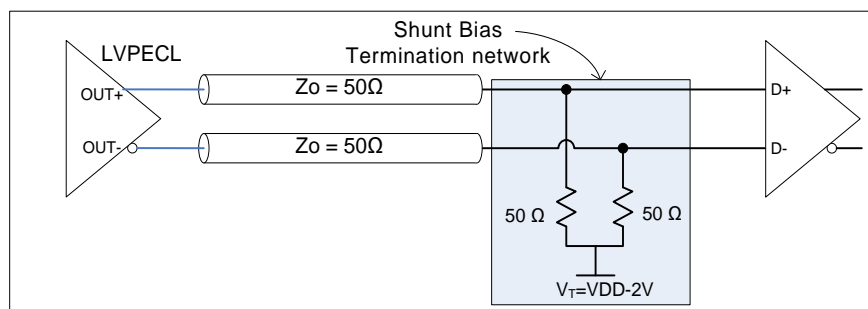 Shunt Bias
Termination network
LVPECL
OUT+
Zo = 50Ω
D+
OUT-
Zo = 50Ω
D-
50 Ω
50 Ω
VT=VDD-2V